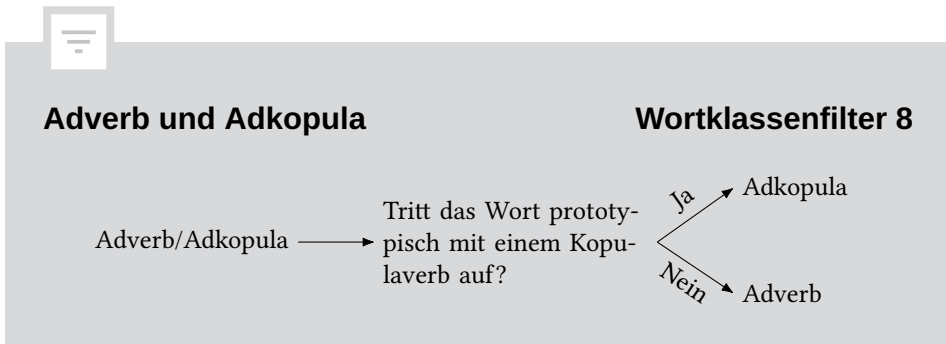 Adverb und Adkopula
Wortklassenfilter 8
Adverb/Adkopula
Tritt das Wort prototy-
pisch mit einem Kopu-
laverb auf?
Ja
Adkopula
Nein
Adverb